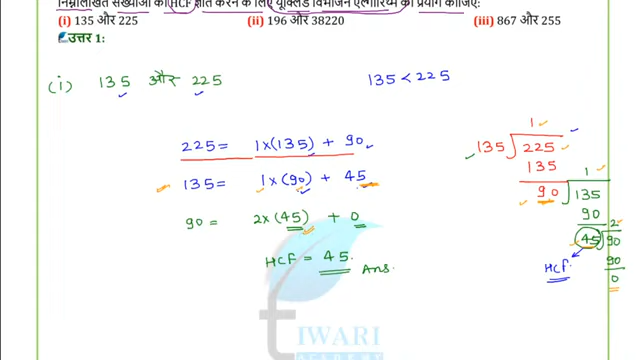 निम्नलिखित संख्याओं का HCF ज्ञात करने के लिए यूक्लिड विभाजन एल्गोरिथ्म का प्रयोग कीजिए:
(i) 135 और 225 (ii) 196 और 38220 (iii) 867 और 255
उत्तर 1:
(i) 135 और 225 135 < 225
225 = 1×(135) + 90
135 = 1×(90) + 45
90 = 2×(45) + 0
HCF = 45. Ans.
1
135 225
135
1
90 135
90
2
45 90
90
0
HCF
TIWARI
ACADEMY